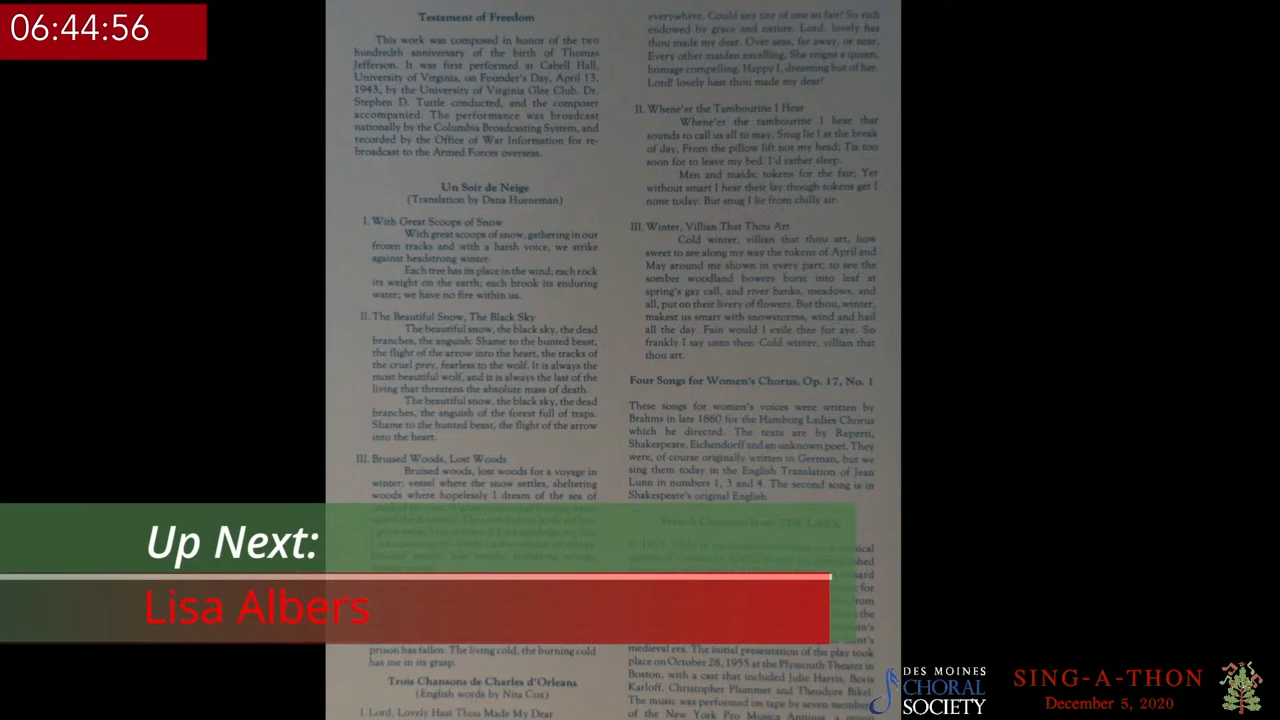 06:44:56
Testament of Freedom
This work was composed in honor of the two
hundredth anniversary of the birth of Thomas
Jefferson. It was first performed at Cabell Hall,
University of Virginia, on Founder's Day, April 13,
1943, by the University of Virginia Glee Club. Dr.
Stephen D. Tuttle conducted, and the composer
accompanied. The performance was broadcast
nationally by the Columbia Broadcasting System, and
recorded by the Office of War Information for re-
broadcast to the Armed Forces overseas.
Un Soir de Neige
(Translation by Dana Hueneman)
I. With Great Scoops of Snow
With great scoops of snow, gathering in our
frozen tracks and with a harsh voice, we strike
against headstrong winter.
Each tree has its place in the wind; each rock
its weight on the earth; each brook its enduring
water; we have no fire within us.
II. The Beautiful Snow, The Black Sky
The beautiful snow, the black sky, the dead
branches, the anguish: Shame to the hunted beast,
the flight of the arrow into the heart, the tracks of
the cruel prey, fearless to the wolf. It is always the
most beautiful wolf, and it is always the last of the
living that threatens the absolute mass of death.
The beautiful snow, the black sky, the dead
branches, the anguish of the forest full of traps.
Shame to the hunted beast, the flight of the arrow
into the heart.
III. Bruised Woods, Lost Woods
Bruised woods, lost woods for a voyage in
winter; vessel where the snow settles, sheltering
woods where hopelessly I dream of the sea of
prison has fallen. The living cold, the burning cold
has me in its grasp.
Trois Chansons de Charles d'Orleans
(English words by Nita Cox)
I. Lord, Lovely Hast Thou Made My Dear
everywhere. Could any tire of one so fair! So rich
endowed by grace and nature. Lord, lovely has
thou made my dear. Over seas, far away, or near,
Every other maiden excelling, She reigns a queen,
homage compelling. Happy I, dreaming but of her.
Lord! lovely hast thou made my dear!
II. Whene'er the Tambourine I Hear
Whene'er the tambourine I hear that
sounds to call us all to may, Snug lie I at the break
of day, From the pillow lift not my head; Tis too
soon for to leave my bed. I'd rather sleep.
Men and maids; tokens for the fair; Yet
without smart I hear their lay though tokens get I
none today: But snug I lie from chilly air.
III. Winter, Villian That Thou Art
Cold winter, villian that thou art, how
sweet to see along my way the tokens of April and
May around me shown in every part; to see the
somber woodland bowers burst into leaf at
spring's gay call, and river banks, meadows, and
all, put on their livery of flowers. But thou, winter,
makest us smart with snowstorms, wind and hail
all the day. Fain would I exile thee for aye. So
frankly I say unto thee: Cold winter, villian that
thou art.
Four Songs for Women's Chorus, Op. 17, No. 1
These songs for women's voices were written by
Brahms in late 1860 for the Hamburg Ladies Chorus
which he directed. The texts are by Reperti,
Shakespeare, Eichendorff and an unknown poet. They
were, of course originally written in German, but we
sing them today in the English Translation of Jean
Lunn in numbers 1, 3 and 4. The second song is in
Shakespeare's original English.
medieval era. The initial presentation of the play took
place on October 28, 1955 at the Plymouth Theater in
Boston, with a cast that included Julie Harris, Boris
Karloff, Christopher Plummer and Theodore Bikel.
The music was performed on tape by seven members
of the New York Pro Musica Antiqua, a group
Up Next:
Lisa Albers
DES MOINES
CHORAL
SOCIETY
SING-A-THON
December 5, 2020